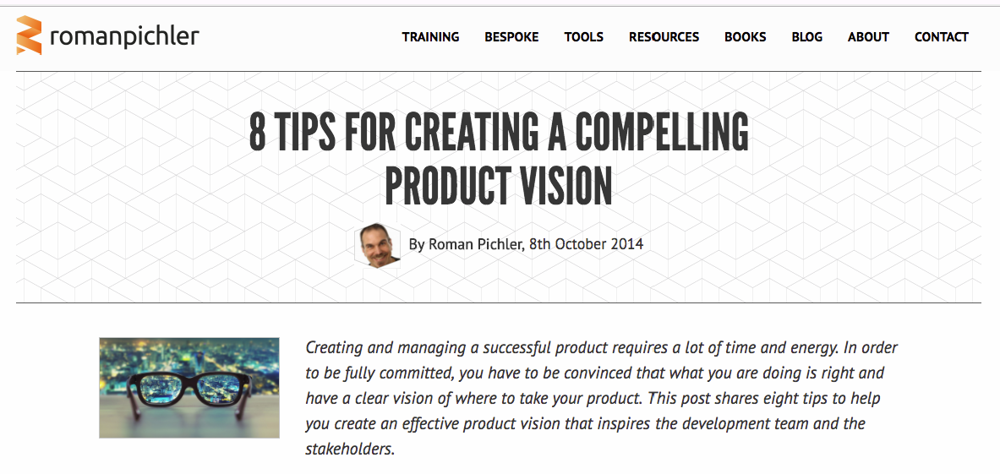 romanpichler
TRAINING BESPOKE TOOLS RESOURCES BOOKS BLOG ABOUT CONTACT
8 TIPS FOR CREATING A COMPELLING
PRODUCT VISION
By Roman Pichler, 8th October 2014
Creating and managing a successful product requires a lot of time and energy. In order
to be fully committed, you have to be convinced that what you are doing is right and
have a clear vision of where to take your product. This post shares eight tips to help
you create an effective product vision that inspires the development team and the
stakeholders.